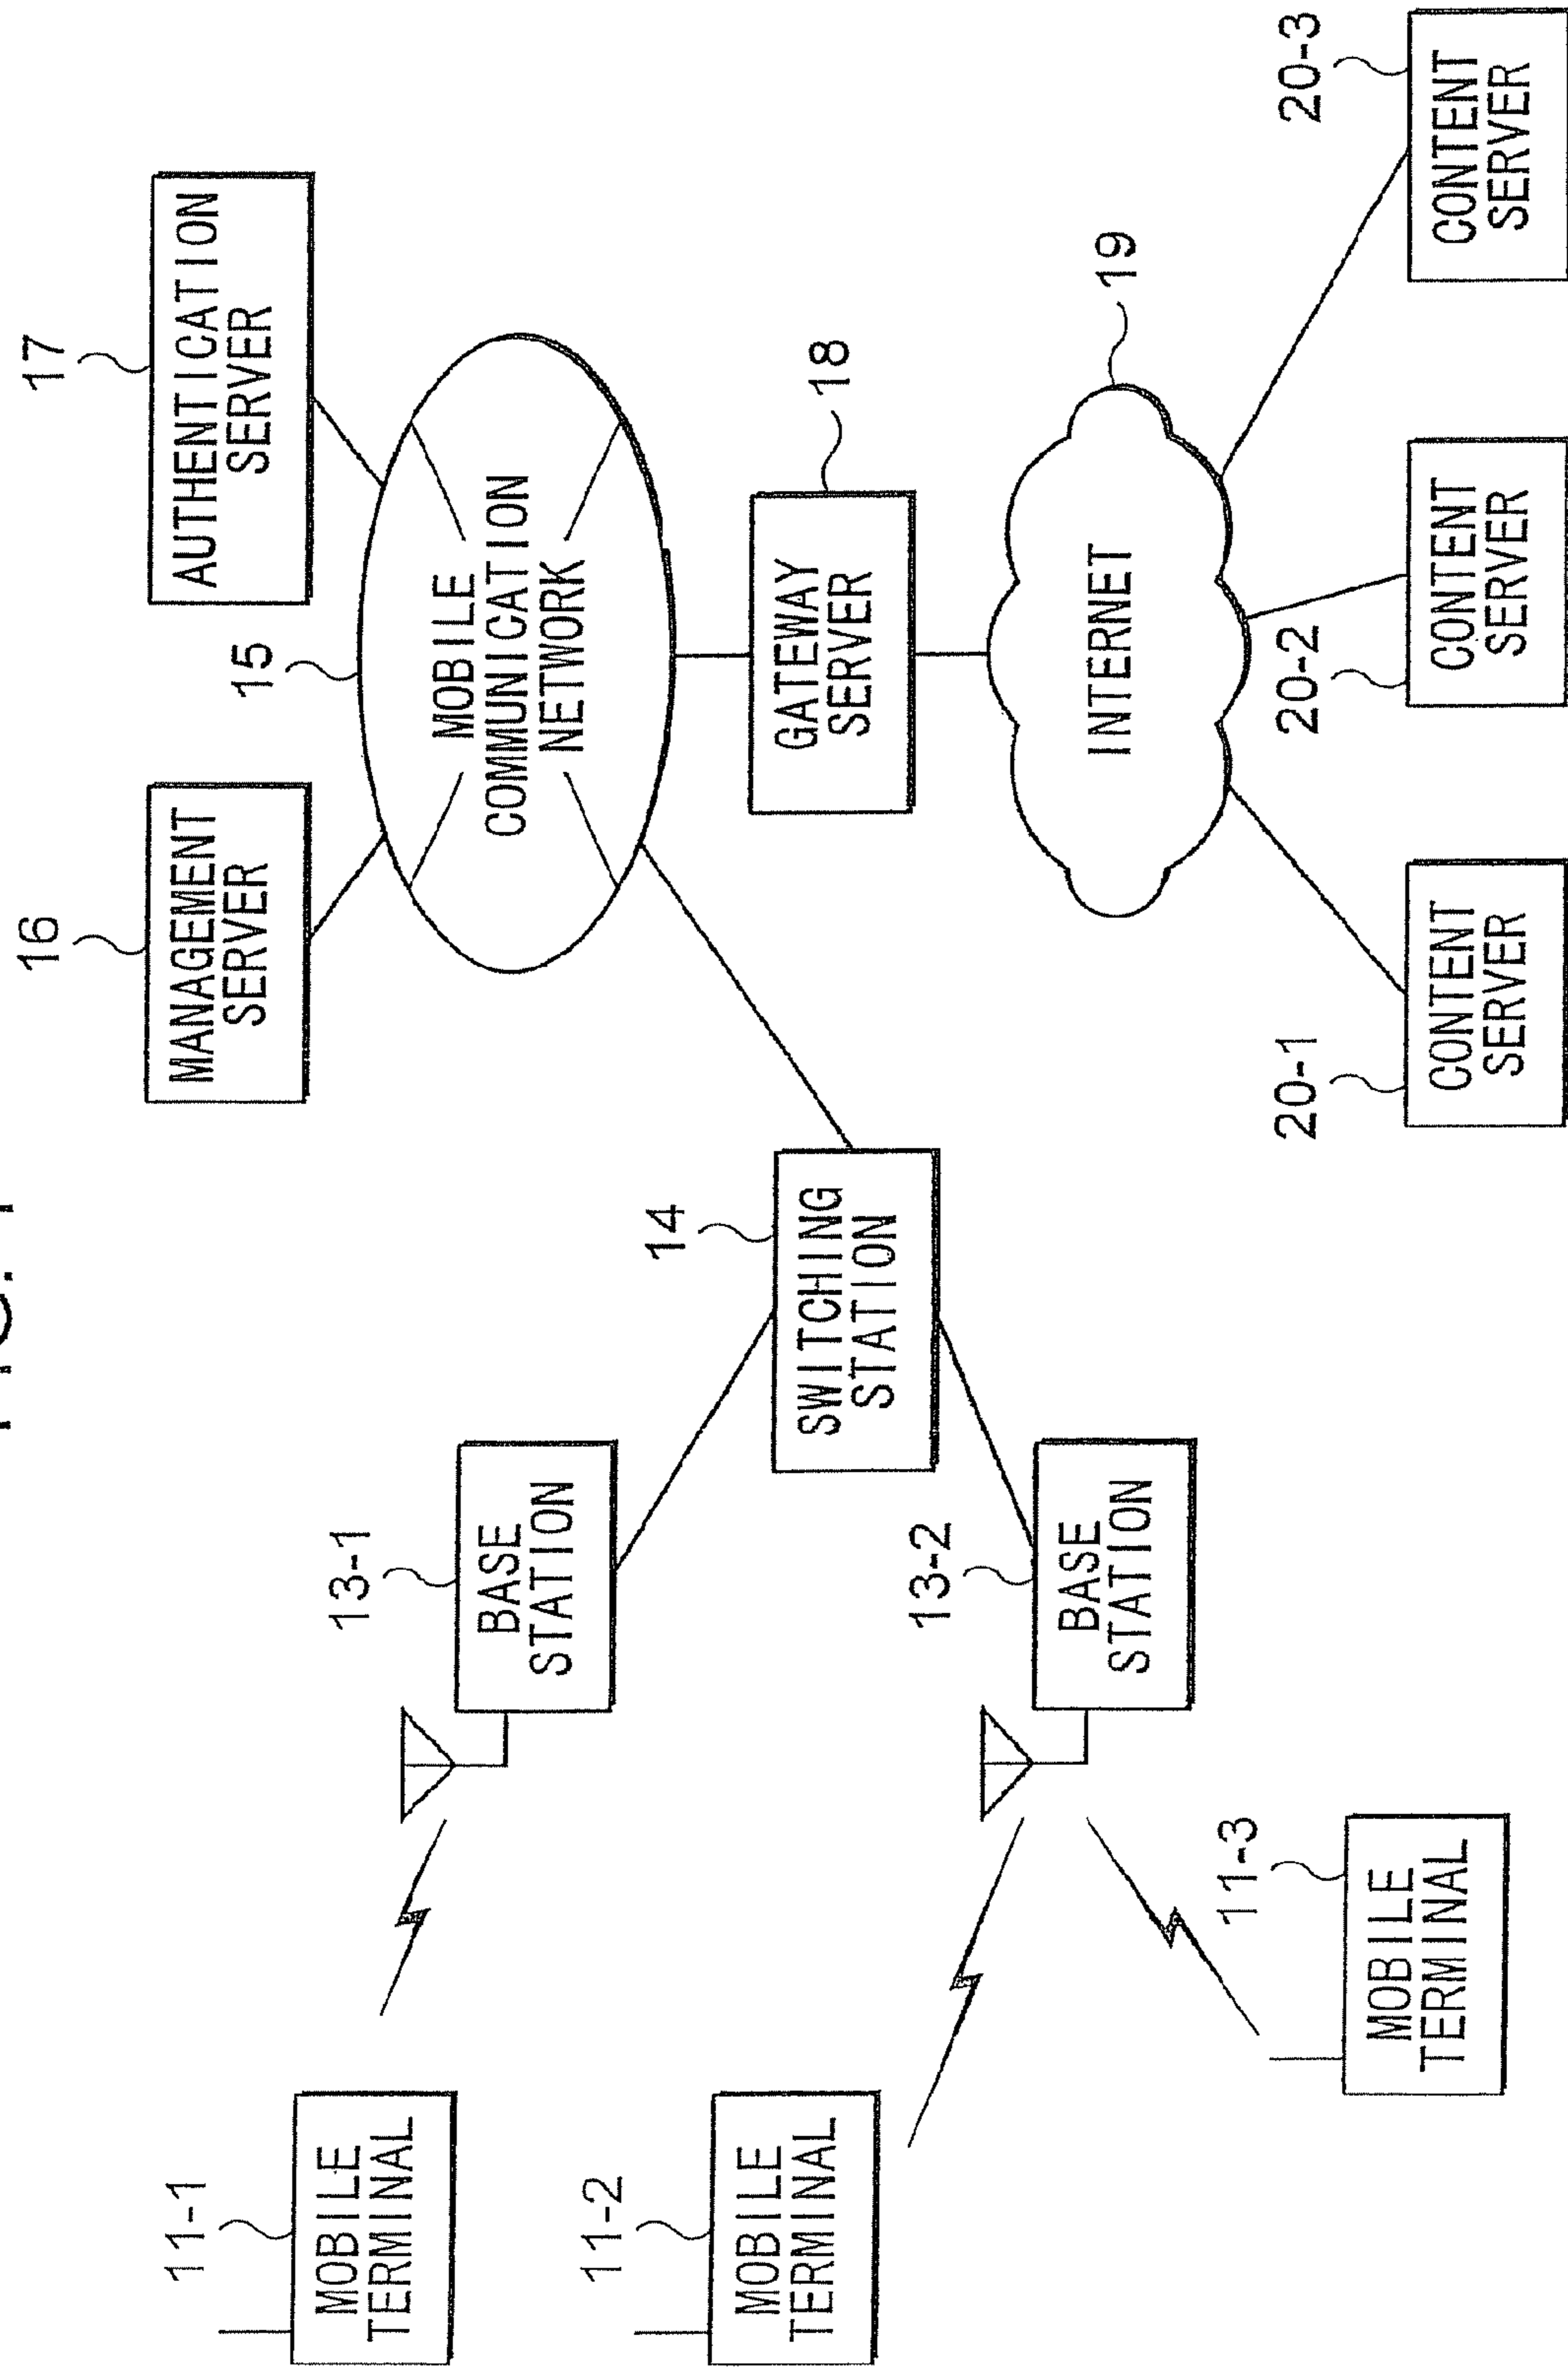 FIG. 1
16
MANAGEMENT
SERVER
17
AUTHENTICATION
SERVER
15
MOBILE
COMMUNICATION
NETWORK
11-1
MOBILE
TERMINAL
13-1
BASE
STATION
14
SWITCHING
STATION
18
GATEWAY
SERVER
11-2
MOBILE
TERMINAL
13-2
BASE
STATION
19
INTERNET
11-3
MOBILE
TERMINAL
20-1
CONTENT
SERVER
20-2
CONTENT
SERVER
20-3
CONTENT
SERVER